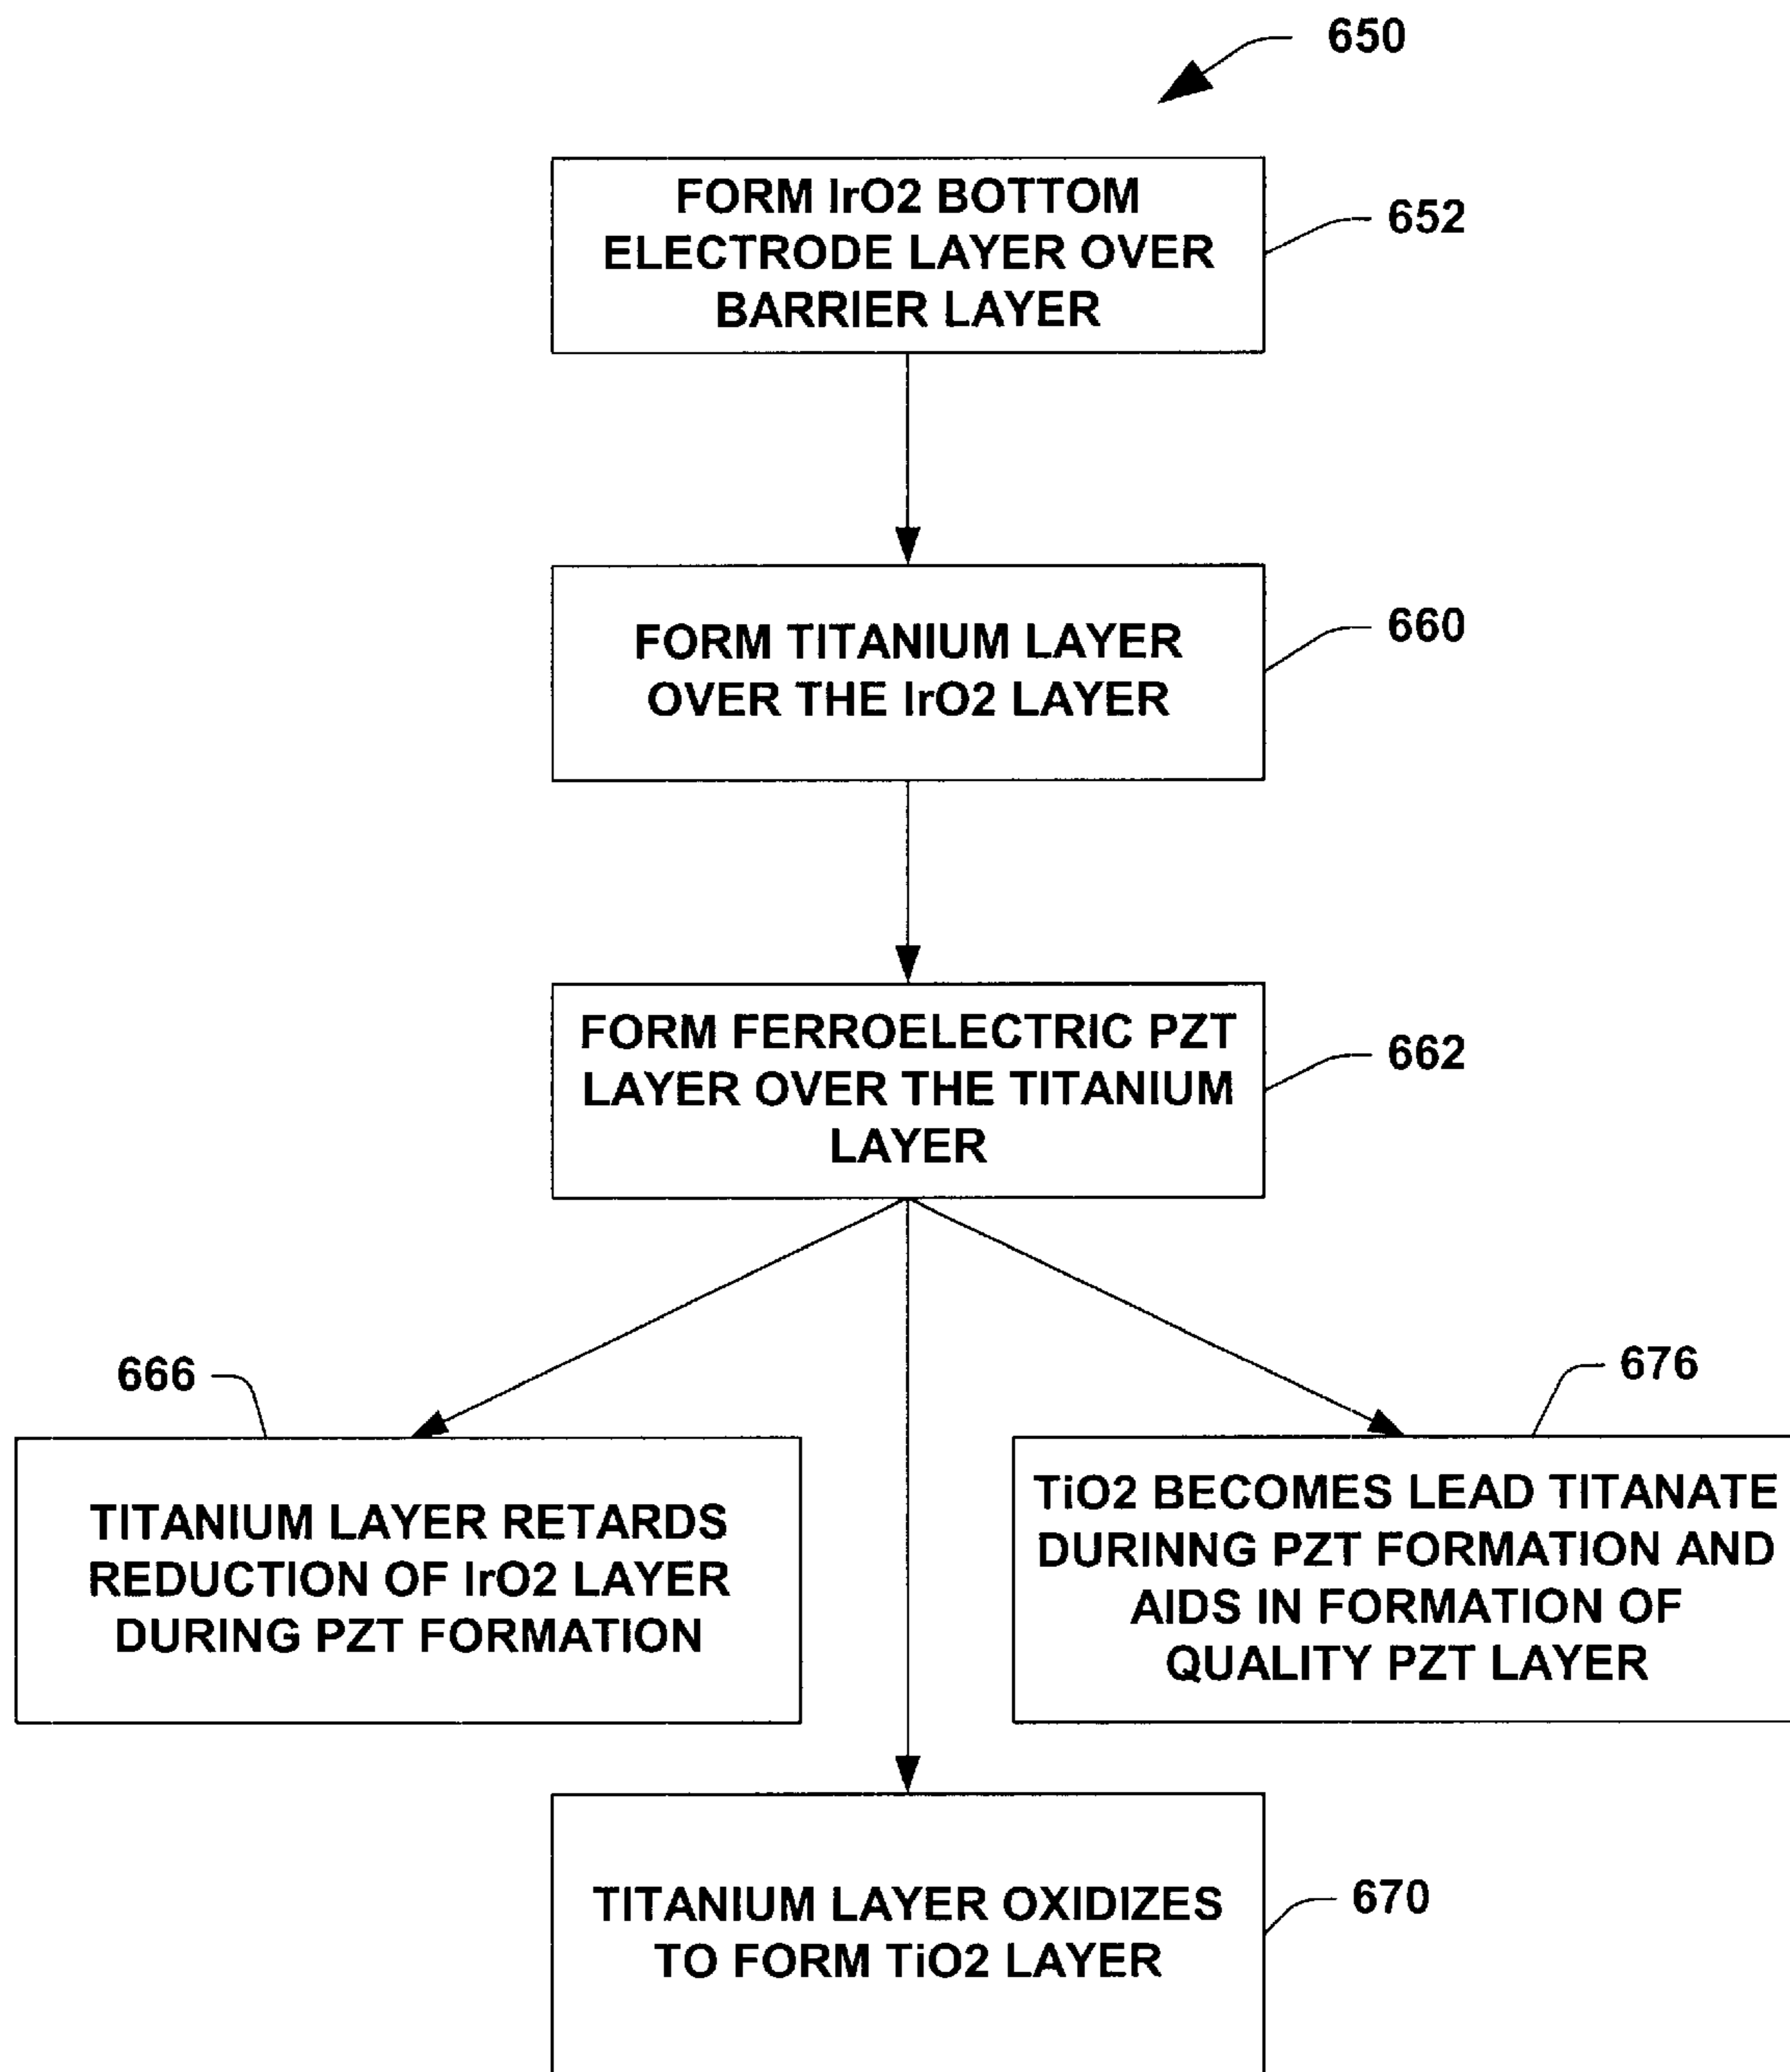 650
FORM IrO2 BOTTOM
ELECTRODE LAYER OVER
BARRIER LAYER
652
FORM TITANIUM LAYER
OVER THE IrO2 LAYER
660
FORM FERROELECTRIC PZT
LAYER OVER THE TITANIUM
LAYER
662
666
TITANIUM LAYER RETARDS
REDUCTION OF IrO2 LAYER
DURING PZT FORMATION
676
TiO2 BECOMES LEAD TITANATE
DURINNG PZT FORMATION AND
AIDS IN FORMATION OF
QUALITY PZT LAYER
TITANIUM LAYER OXIDIZES
TO FORM TiO2 LAYER
670